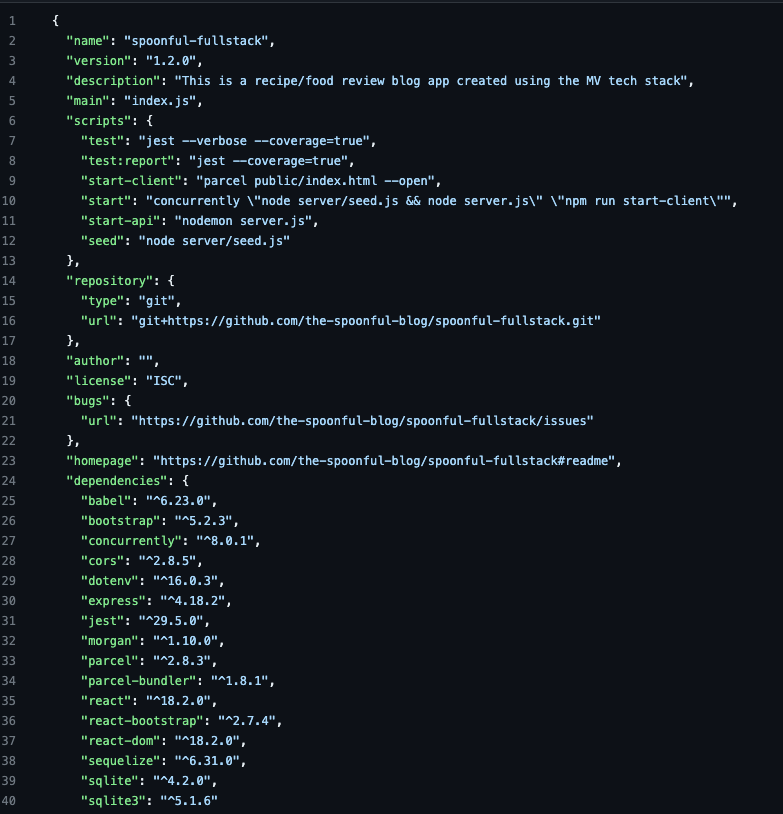 1 {
2 "name": "spoonful-fullstack",
3 "version": "1.2.0",
4 "description": "This is a recipe/food review blog app created using the MV tech stack",
5 "main": "index.js",
6 "scripts": {
7 "test": "jest --verbose --coverage=true",
8 "test:report": "jest --coverage=true",
9 "start-client": "parcel public/index.html --open",
10 "start": "concurrently \"node server/seed.js && node server.js\" \"npm run start-client\"",
11 "start-api": "nodemon server.js",
12 "seed": "node server/seed.js"
13 },
14 "repository": {
15 "type": "git",
16 "url": "git+https://github.com/the-spoonful-blog/spoonful-fullstack.git"
17 },
18 "author": "",
19 "license": "ISC",
20 "bugs": {
21 "url": "https://github.com/the-spoonful-blog/spoonful-fullstack/issues"
22 },
23 "homepage": "https://github.com/the-spoonful-blog/spoonful-fullstack#readme",
24 "dependencies": {
25 "babel": "^6.23.0",
26 "bootstrap": "^5.2.3",
27 "concurrently": "^8.0.1",
28 "cors": "^2.8.5",
29 "dotenv": "^16.0.3",
30 "express": "^4.18.2",
31 "jest": "^29.5.0",
32 "morgan": "^1.10.0",
33 "parcel": "^2.8.3",
34 "parcel-bundler": "^1.8.1",
35 "react": "^18.2.0",
36 "react-bootstrap": "^2.7.4",
37 "react-dom": "^18.2.0",
38 "sequelize": "^6.31.0",
39 "sqlite": "^4.2.0",
40 "sqlite3": "^5.1.6"